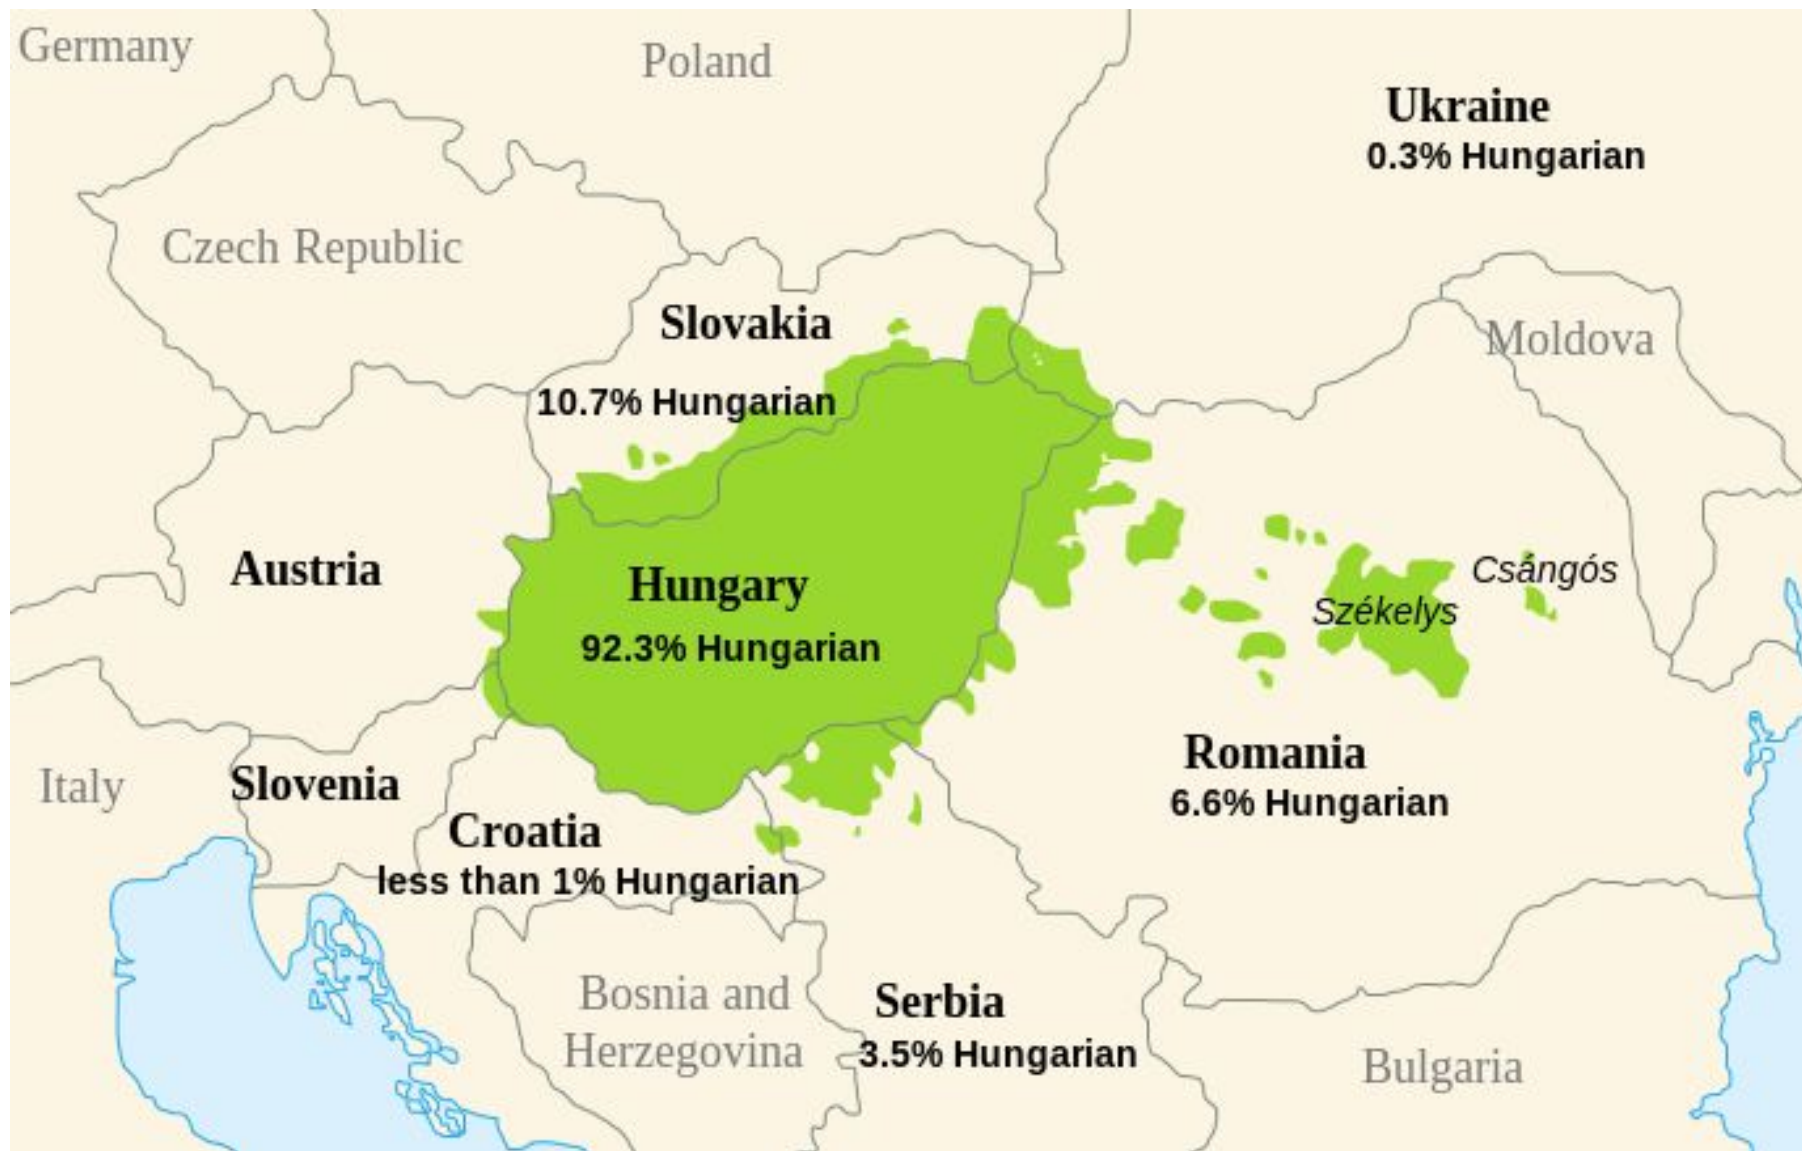 Germany
Poland
Ukraine
0.3% Hungarian
Czech Republic
Slovakia
Moldova
10.7% Hungarian
Austria
Hungary
92.3% Hungarian
Csángós
Székelys
Romania
6.6% Hungarian
Italy
Slovenia
Croatia
less than 1% Hungarian
Bosnia and
Herzegovina
Serbia
3.5% Hungarian
Bulgaria